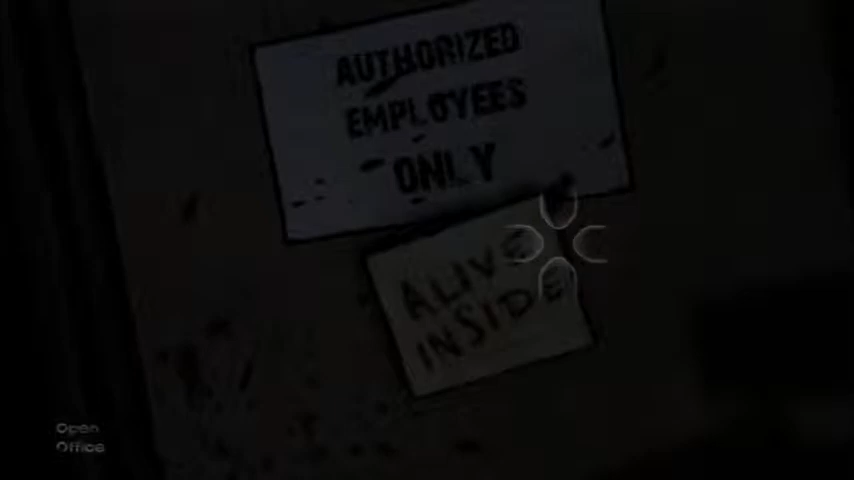 AUTHORIZED
EMPLOYEES
ONLY
ALIVE
INSIDE
Open
Office